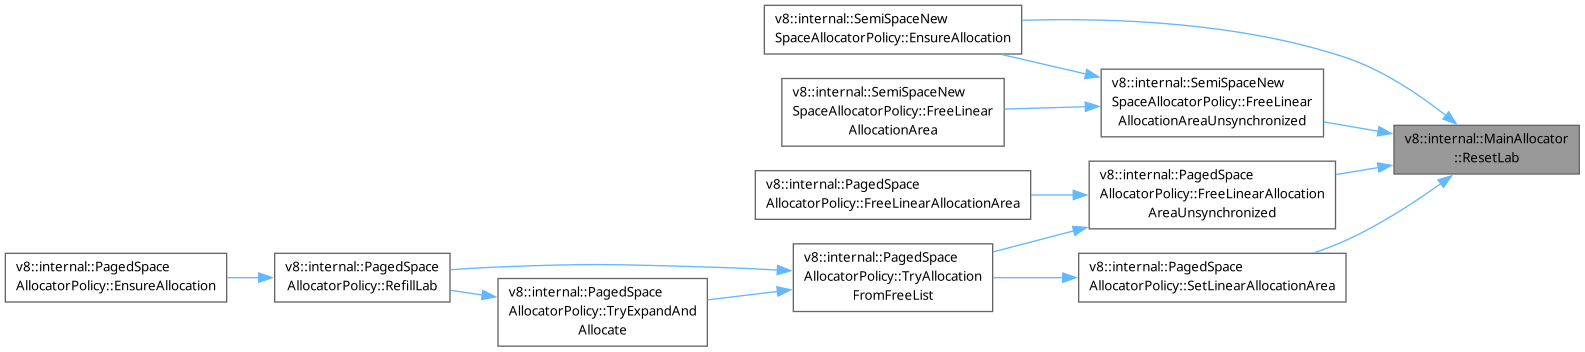 v8::internal::SemiSpaceNew
SpaceAllocatorPolicy::EnsureAllocation
v8::internal::SemiSpaceNew
SpaceAllocatorPolicy::FreeLinear
AllocationAreaUnsynchronized
v8::internal::SemiSpaceNew
SpaceAllocatorPolicy::FreeLinear
AllocationArea
v8::internal::MainAllocator
::ResetLab
v8::internal::PagedSpace
AllocatorPolicy::FreeLinearAllocationArea
v8::internal::PagedSpace
AllocatorPolicy::FreeLinearAllocation
AreaUnsynchronized
v8::internal::PagedSpace
AllocatorPolicy::EnsureAllocation
v8::internal::PagedSpace
AllocatorPolicy::RefillLab
v8::internal::PagedSpace
AllocatorPolicy::TryExpandAnd
Allocate
v8::internal::PagedSpace
AllocatorPolicy::TryAllocation
FromFreeList
v8::internal::PagedSpace
AllocatorPolicy::SetLinearAllocationArea